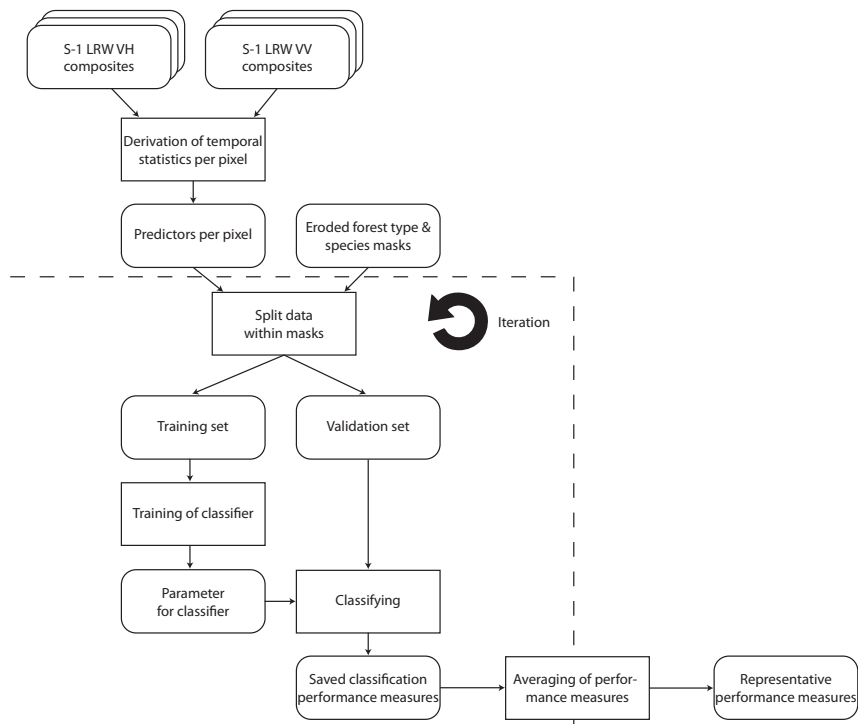 S-1 LRW VH
composites
S-1 LRW VV
composites
Derivation of temporal
statistics per pixel
Predictors per pixel
Eroded forest type &
species masks
Split data
within masks
Iteration
Training set
Validation set
Training of classifier
Parameter
for classifier
Classifying
Saved classification
performance measures
Averaging of perfor-
mance measures
Representative
performance measures